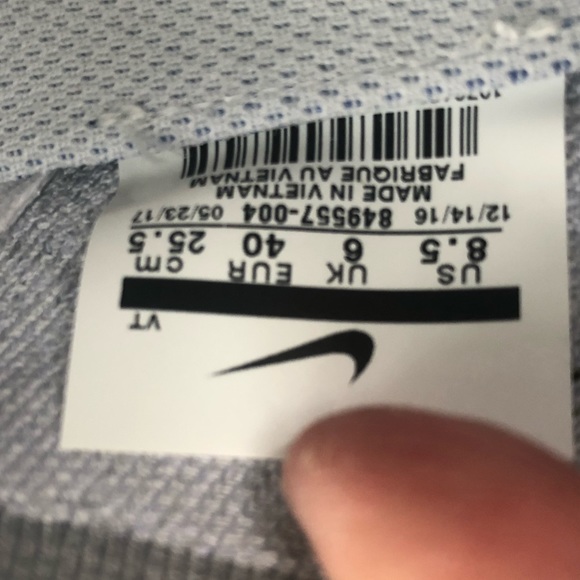 VT
US UK EUR cm
8.5 6 40 25.5
12/14/16 849557-004 05/23/17
MADE IN VIETNAM
FABRIQUE AU VIETNAM